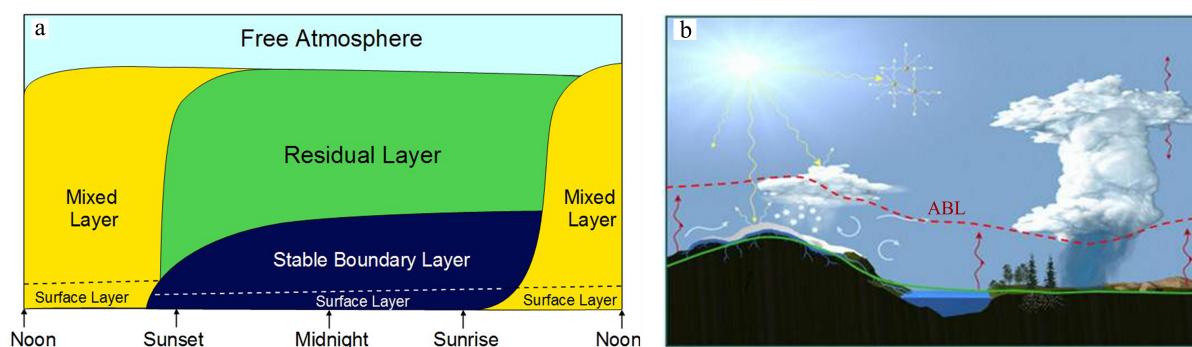 a
Free Atmosphere
Residual Layer
Mixed
Layer
Mixed
Layer
Stable Boundary Layer
Surface Layer
Surface Layer
Surface Layer
Noon
Sunset
Midnight
Sunrise
Noon
b
ABL